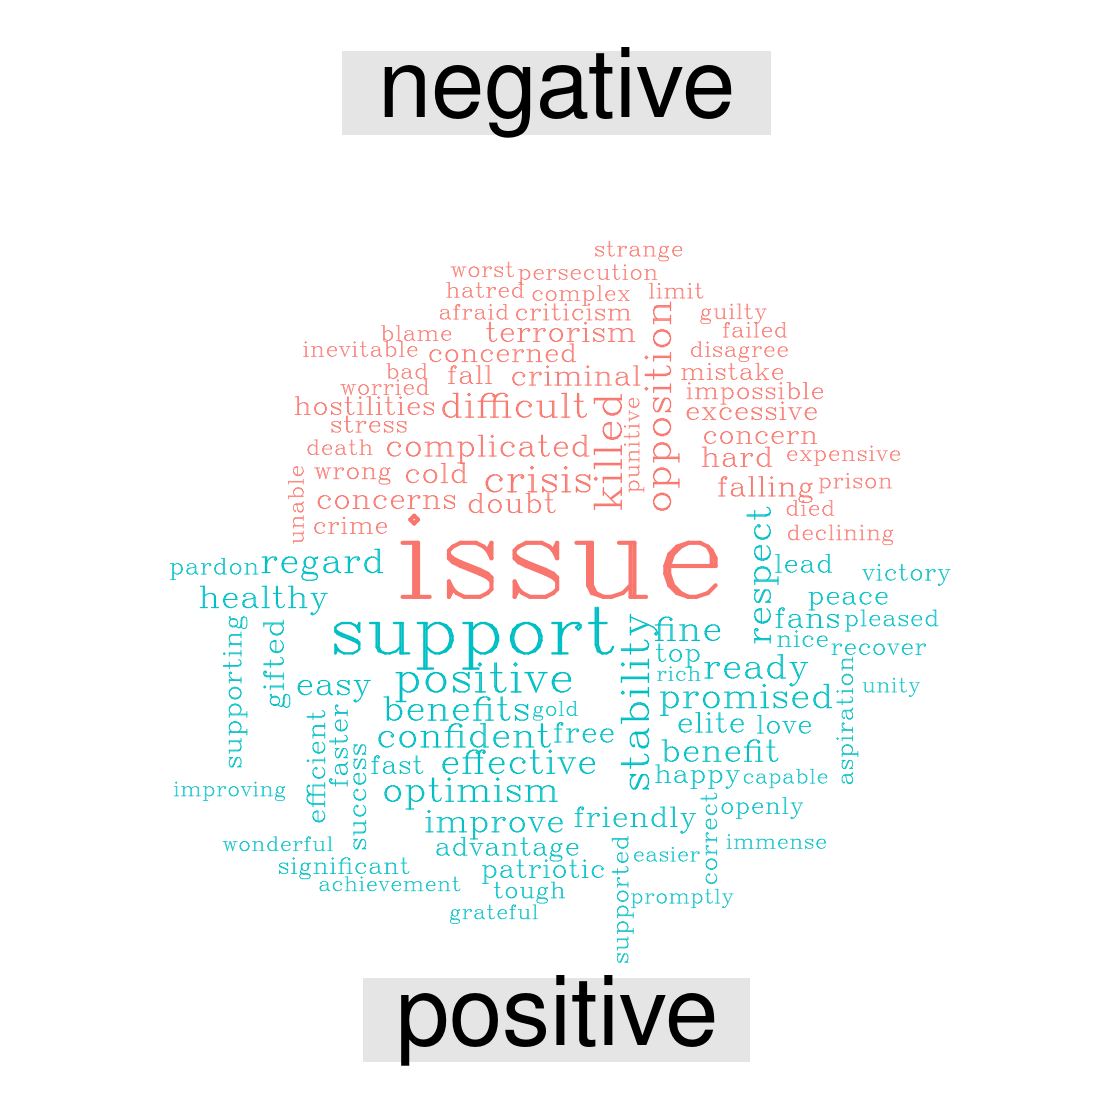 negative
strange
worst persecution
hatred complex limit
afraid criticism guilty
blame terrorism failed
inevitable concerned disagree
bad fall criminal mistake
worried impossible
hostilities difficult excessive
killed
punitive
opposition
stress
death complicated concern
wrong cold crisis hard expensive
unable
concerns doubt falling prison
crime died
declining
issue
pardon regard lead victory
respect
healthy peace
support fans pleased
fine nice recover
supporting
gifted
stability
top
positive rich ready unity
easy promised
aspiration
benefits gold elite love
confident free benefit
efficient
faster
success
fast effective happy capable
improving optimism openly
improve friendly
correct
wonderful advantage easier immense
significant patriotic
achievement tough promptly
supported
grateful
positive